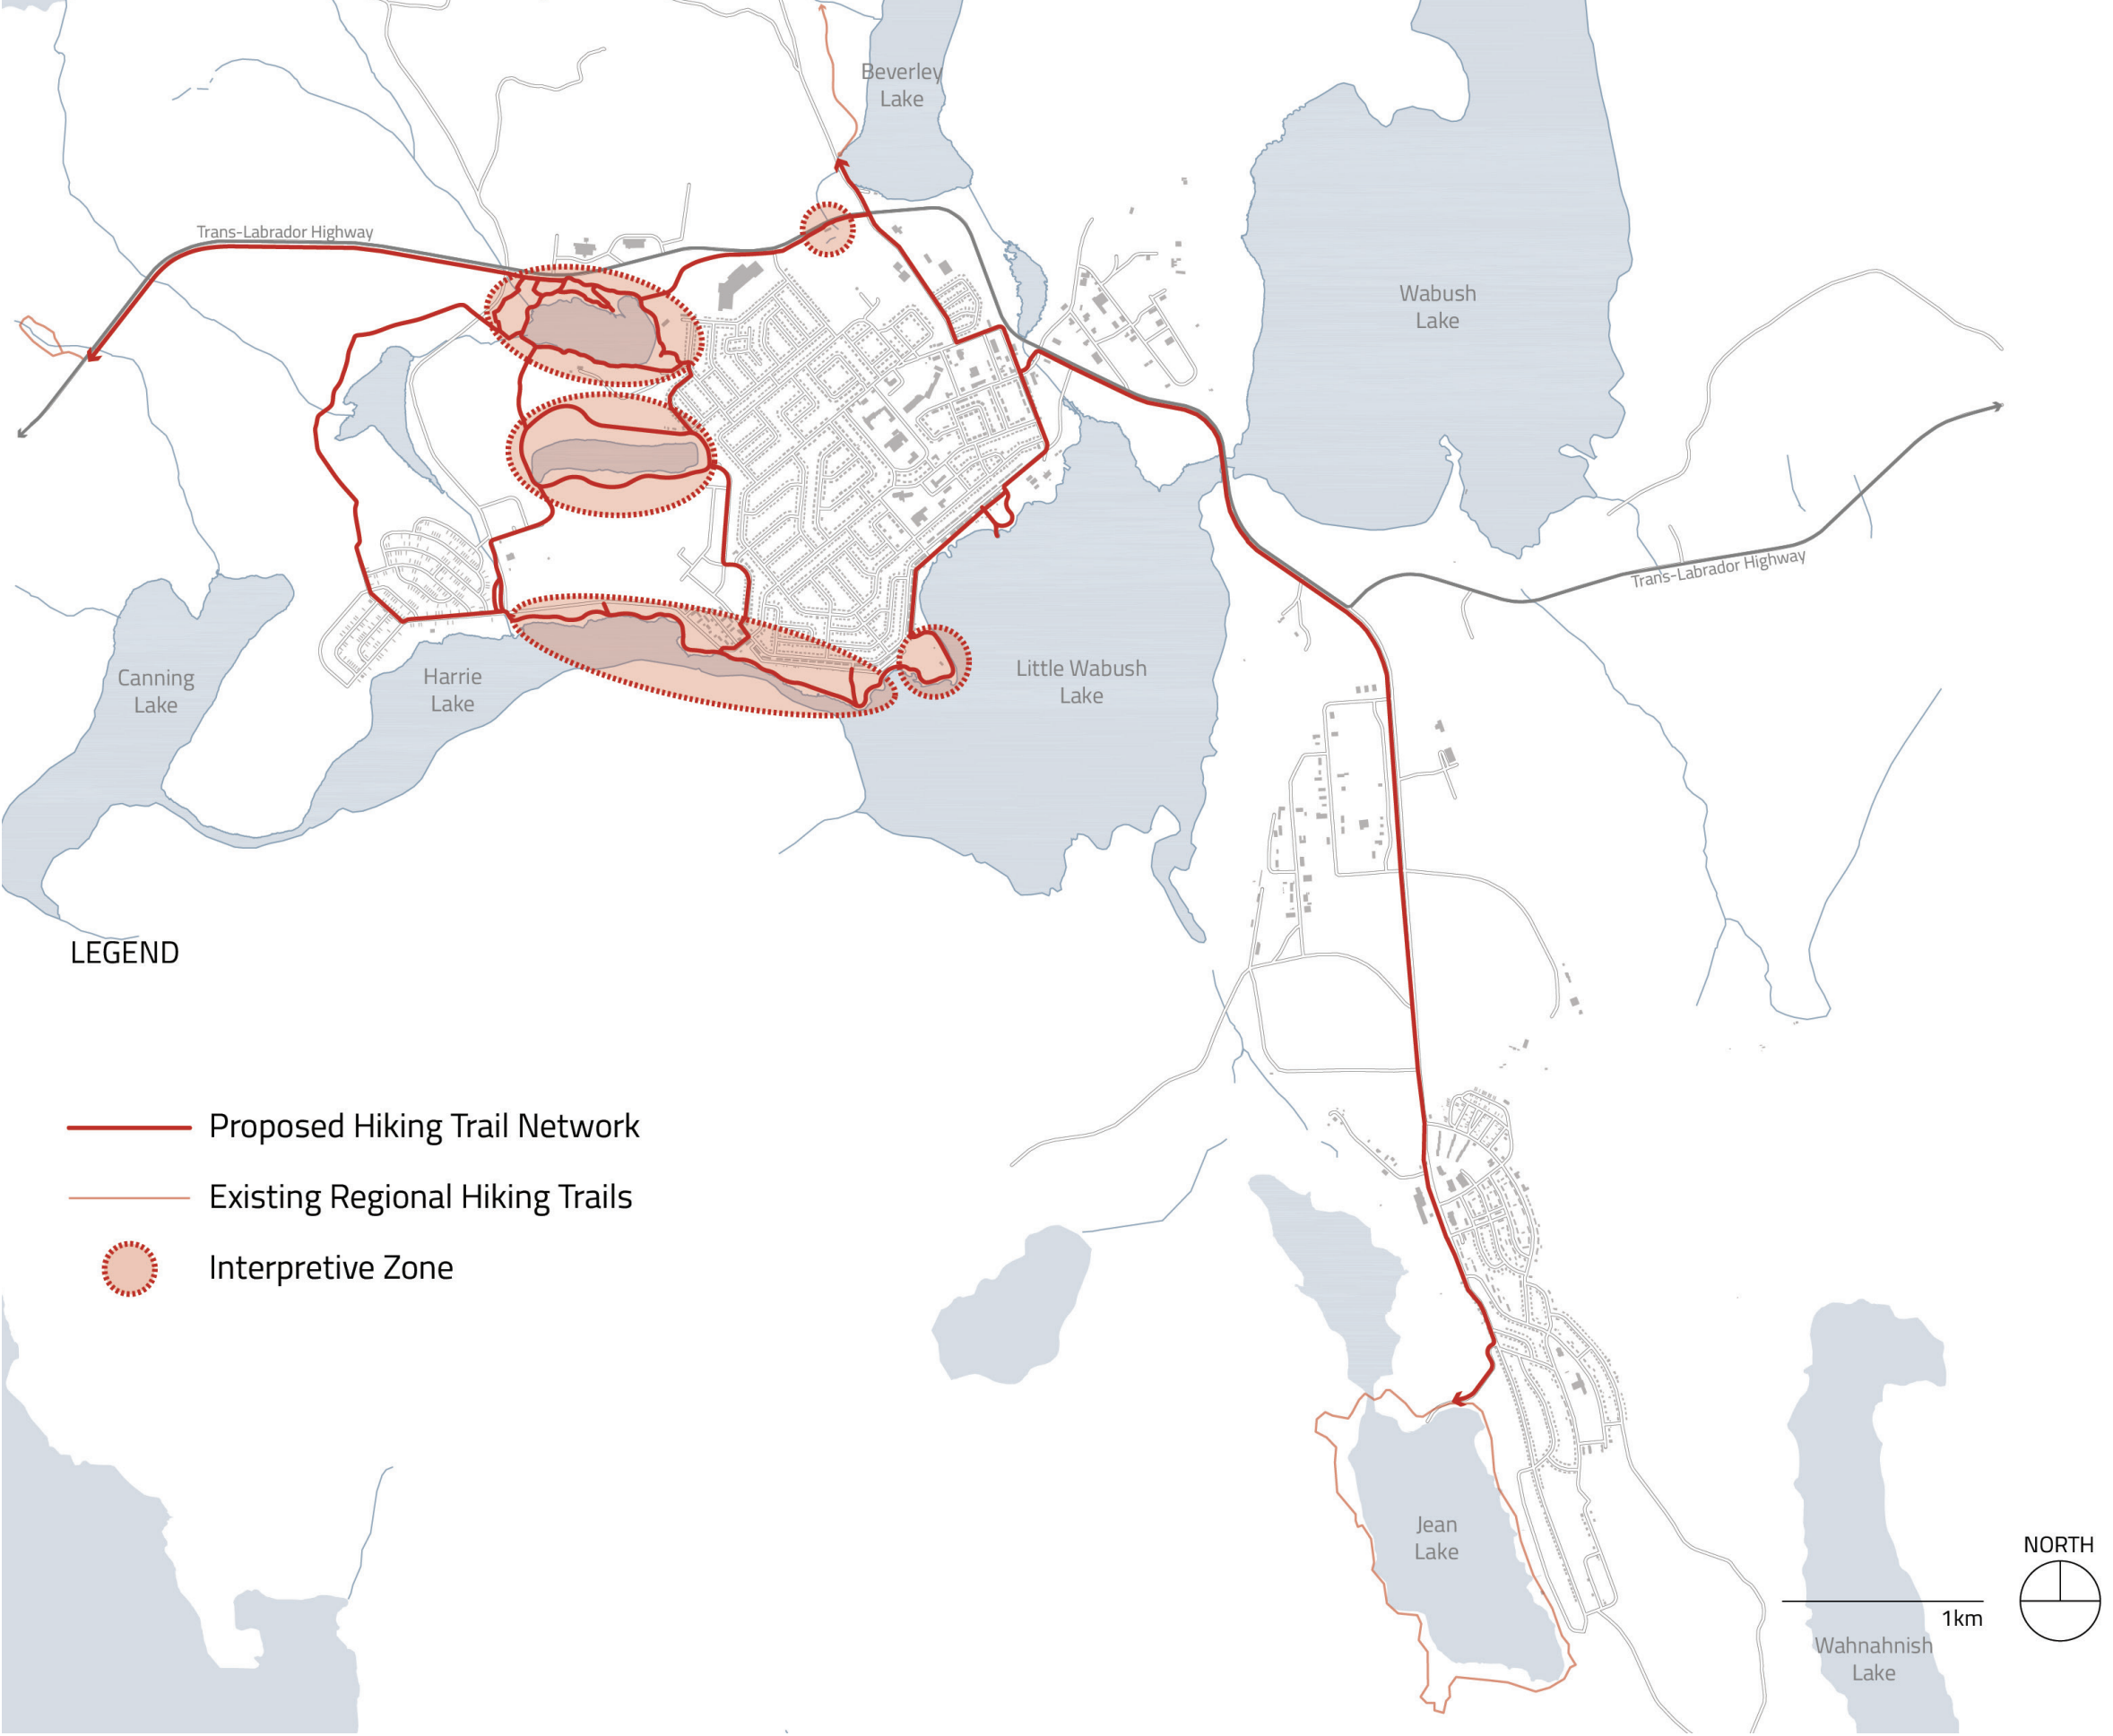 Beverley
Lake
Trans-Labrador Highway
Wabush
Lake
Trans-Labrador Highway
Canning
Lake
Harrie
Lake
Little Wabush
Lake
LEGEND
Proposed Hiking Trail Network
Existing Regional Hiking Trails
Interpretive Zone
Jean
Lake
NORTH
1km
Wahnahnish
Lake